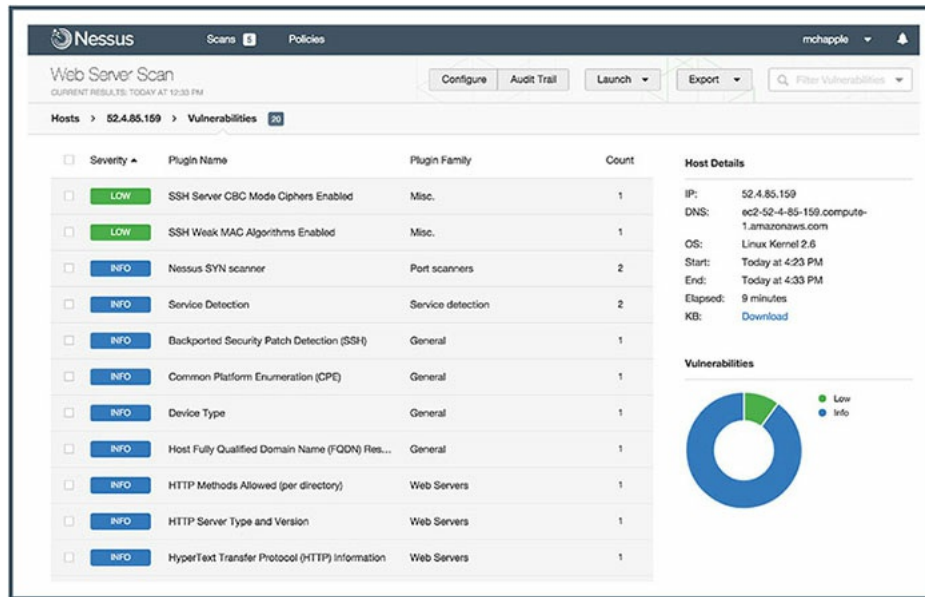 Nessus Scans 5 Policies mchapple
Web Server Scan
CURRENT RESULTS: TODAY AT 12:33 PM
Configure Audit Trail Launch Export Filter Vulnerabilities
Hosts > 52.4.85.159 > Vulnerabilities 20
Severity Plugin Name Plugin Family Count
LOW SSH Server CBC Mode Ciphers Enabled Misc. 1
LOW SSH Weak MAC Algorithms Enabled Misc. 1
INFO Nessus SYN scanner Port scanners 2
INFO Service Detection Service detection 2
INFO Backported Security Patch Detection (SSH) General 1
INFO Common Platform Enumeration (CPE) General 1
INFO Device Type General 1
INFO Host Fully Qualified Domain Name (FQDN) Res... General 1
INFO HTTP Methods Allowed (per directory) Web Servers 1
INFO HTTP Server Type and Version Web Servers 1
INFO HyperText Transfer Protocol (HTTP) Information Web Servers 1
Host Details
IP: 52.4.85.159
DNS: ec2-52-4-85-159.compute-
1.amazonaws.com
OS: Linux Kernel 2.6
Start: Today at 4:23 PM
End: Today at 4:33 PM
Elapsed: 9 minutes
KB: Download
Vulnerabilities
Low
Info